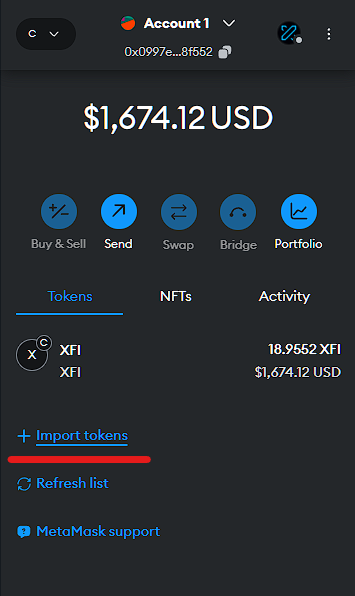 C
Account 1
0x0997e...8f552
$1,674.12 USD
Buy & Sell
Send
Swap
Bridge
Portfolio
Tokens
NFTs
Activity
X
C
XFI
18.9552 XFI
XFI
$1,674.12 USD
Import tokens
Refresh list
MetaMask support